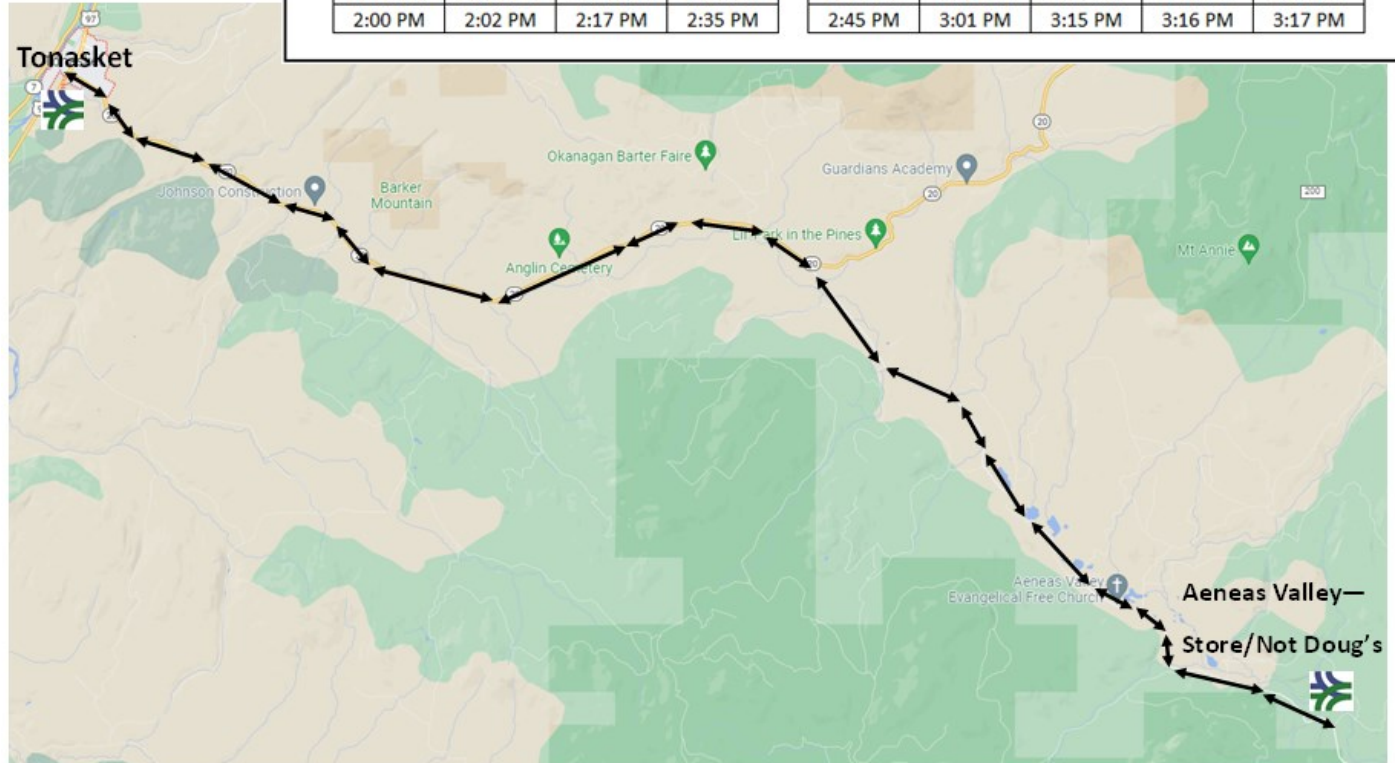 2:00 PM 2:02 PM 2:17 PM 2:35 PM 2:45 PM 3:01 PM 3:15 PM 3:16 PM 3:17 PM
97
Tonasket
7
20
Okanagan Barter Faire
Guardians Academy
Johnson Construction
Barker
Mountain
20
200
Anglin Cemetery
Park in the Pines
20
Mt Annie
20
20
Aeneas Valley
Evangelical Free Church
Aeneas Valley—
Store/Not Doug's